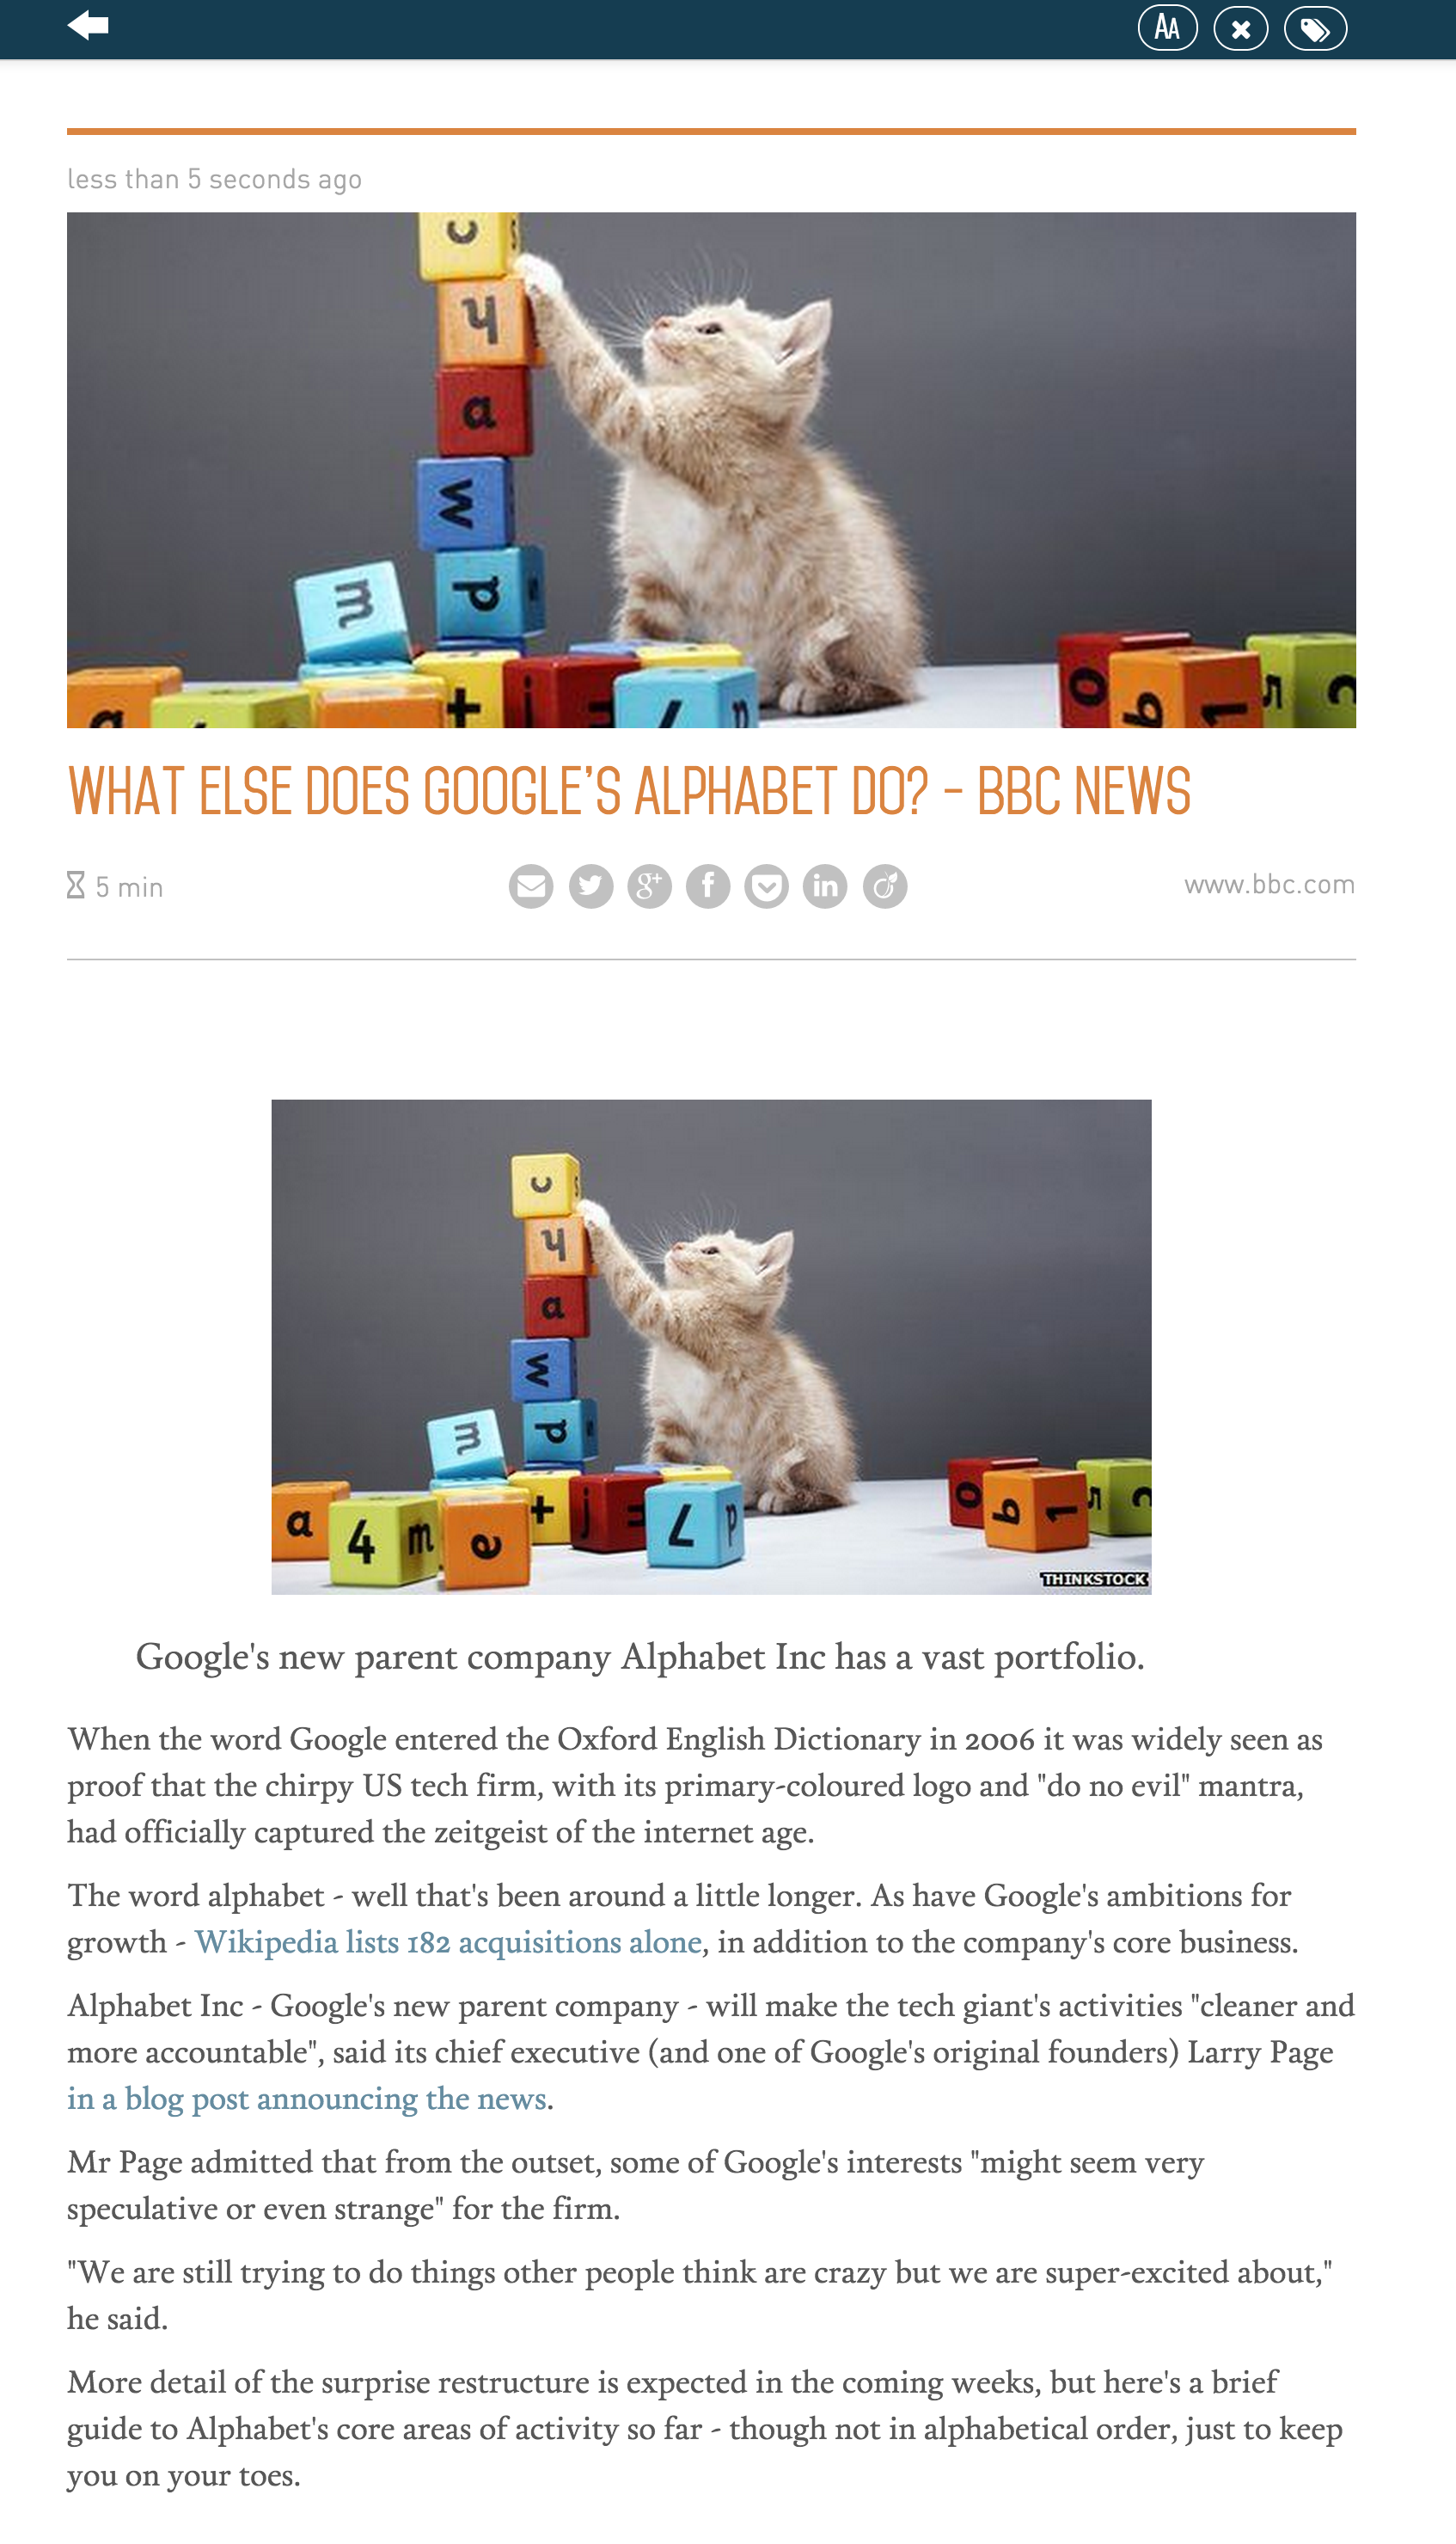 AA
less than 5 seconds ago
c s
h
a
w
d
m
a
t j
7 p
o b 1 5 c
WHAT ELSE DOES GOOGLE'S ALPHABET DO? - BBC NEWS
5 min
g+ f in
www.bbc.com
c s
h
a
w
d
m
a 4 m e t j 7 p
o b 1 5 c
THINKSTOCK
Google's new parent company Alphabet Inc has a vast portfolio.
When the word Google entered the Oxford English Dictionary in 2006 it was widely seen as
proof that the chirpy US tech firm, with its primary-coloured logo and "do no evil" mantra,
had officially captured the zeitgeist of the internet age.
The word alphabet - well that's been around a little longer. As have Google's ambitions for
growth - Wikipedia lists 182 acquisitions alone, in addition to the company's core business.
Alphabet Inc - Google's new parent company - will make the tech giant's activities "cleaner and
more accountable", said its chief executive (and one of Google's original founders) Larry Page
in a blog post announcing the news.
Mr Page admitted that from the outset, some of Google's interests "might seem very
speculative or even strange" for the firm.
"We are still trying to do things other people think are crazy but we are super-excited about,"
he said.
More detail of the surprise restructure is expected in the coming weeks, but here's a brief
guide to Alphabet's core areas of activity so far - though not in alphabetical order, just to keep
you on your toes.